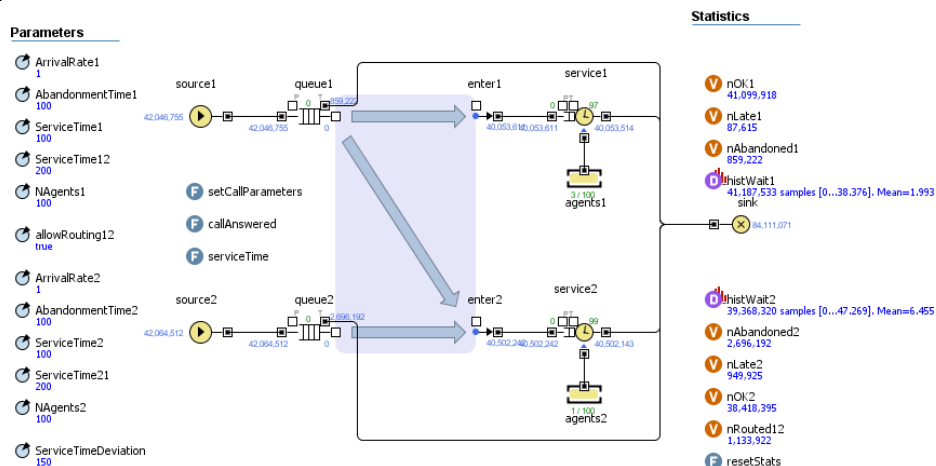 Statistics
Parameters
ArrivalRate1
1
AbandonmentTime1
100
ServiceTime1
100
ServiceTime12
200
NAgents1
100
allowRouting12
true
ArrivalRate2
1
AbandonmentTime2
100
ServiceTime2
100
ServiceTime21
200
NAgents2
100
ServiceTimeDeviation
150
source1
42,046,755
42,046,755
queue1
P T
0
859,222
0
enter1
40,053,611
40,053,611
service1
0
PT
97
40,053,514
3 / 100
agents1
F setCallParameters
F callAnswered
F serviceTime
source2
42,064,512
42,064,512
queue2
P T
0
2,696,192
0
enter2
40,502,242
40,502,242
service2
0
PT
99
40,502,143
1 / 100
agents2
V nOK1
41,099,918
V nLate1
87,615
V nAbandoned1
859,222
D histWait1
41,187,533 samples [0...38.376]. Mean=1.993
sink
84,111,071
D histWait2
39,368,320 samples [0...47.269]. Mean=6.455
V nAbandoned2
2,696,192
V nLate2
949,925
V nOK2
38,418,395
V nRouted12
1,133,922
F resetStats